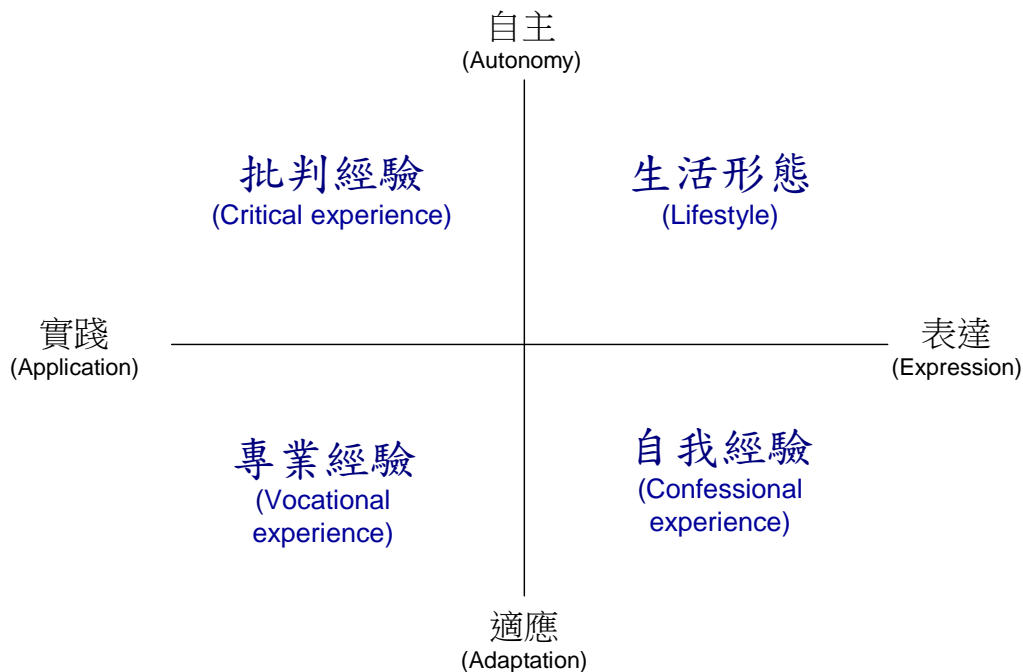 自主
(Autonomy)
批判經驗
(Critical experience)
生活形態
(Lifestyle)
實踐
(Application)
表達
(Expression)
專業經驗
(Vocational
experience)
自我經驗
(Confessional
experience)
適應
(Adaptation)